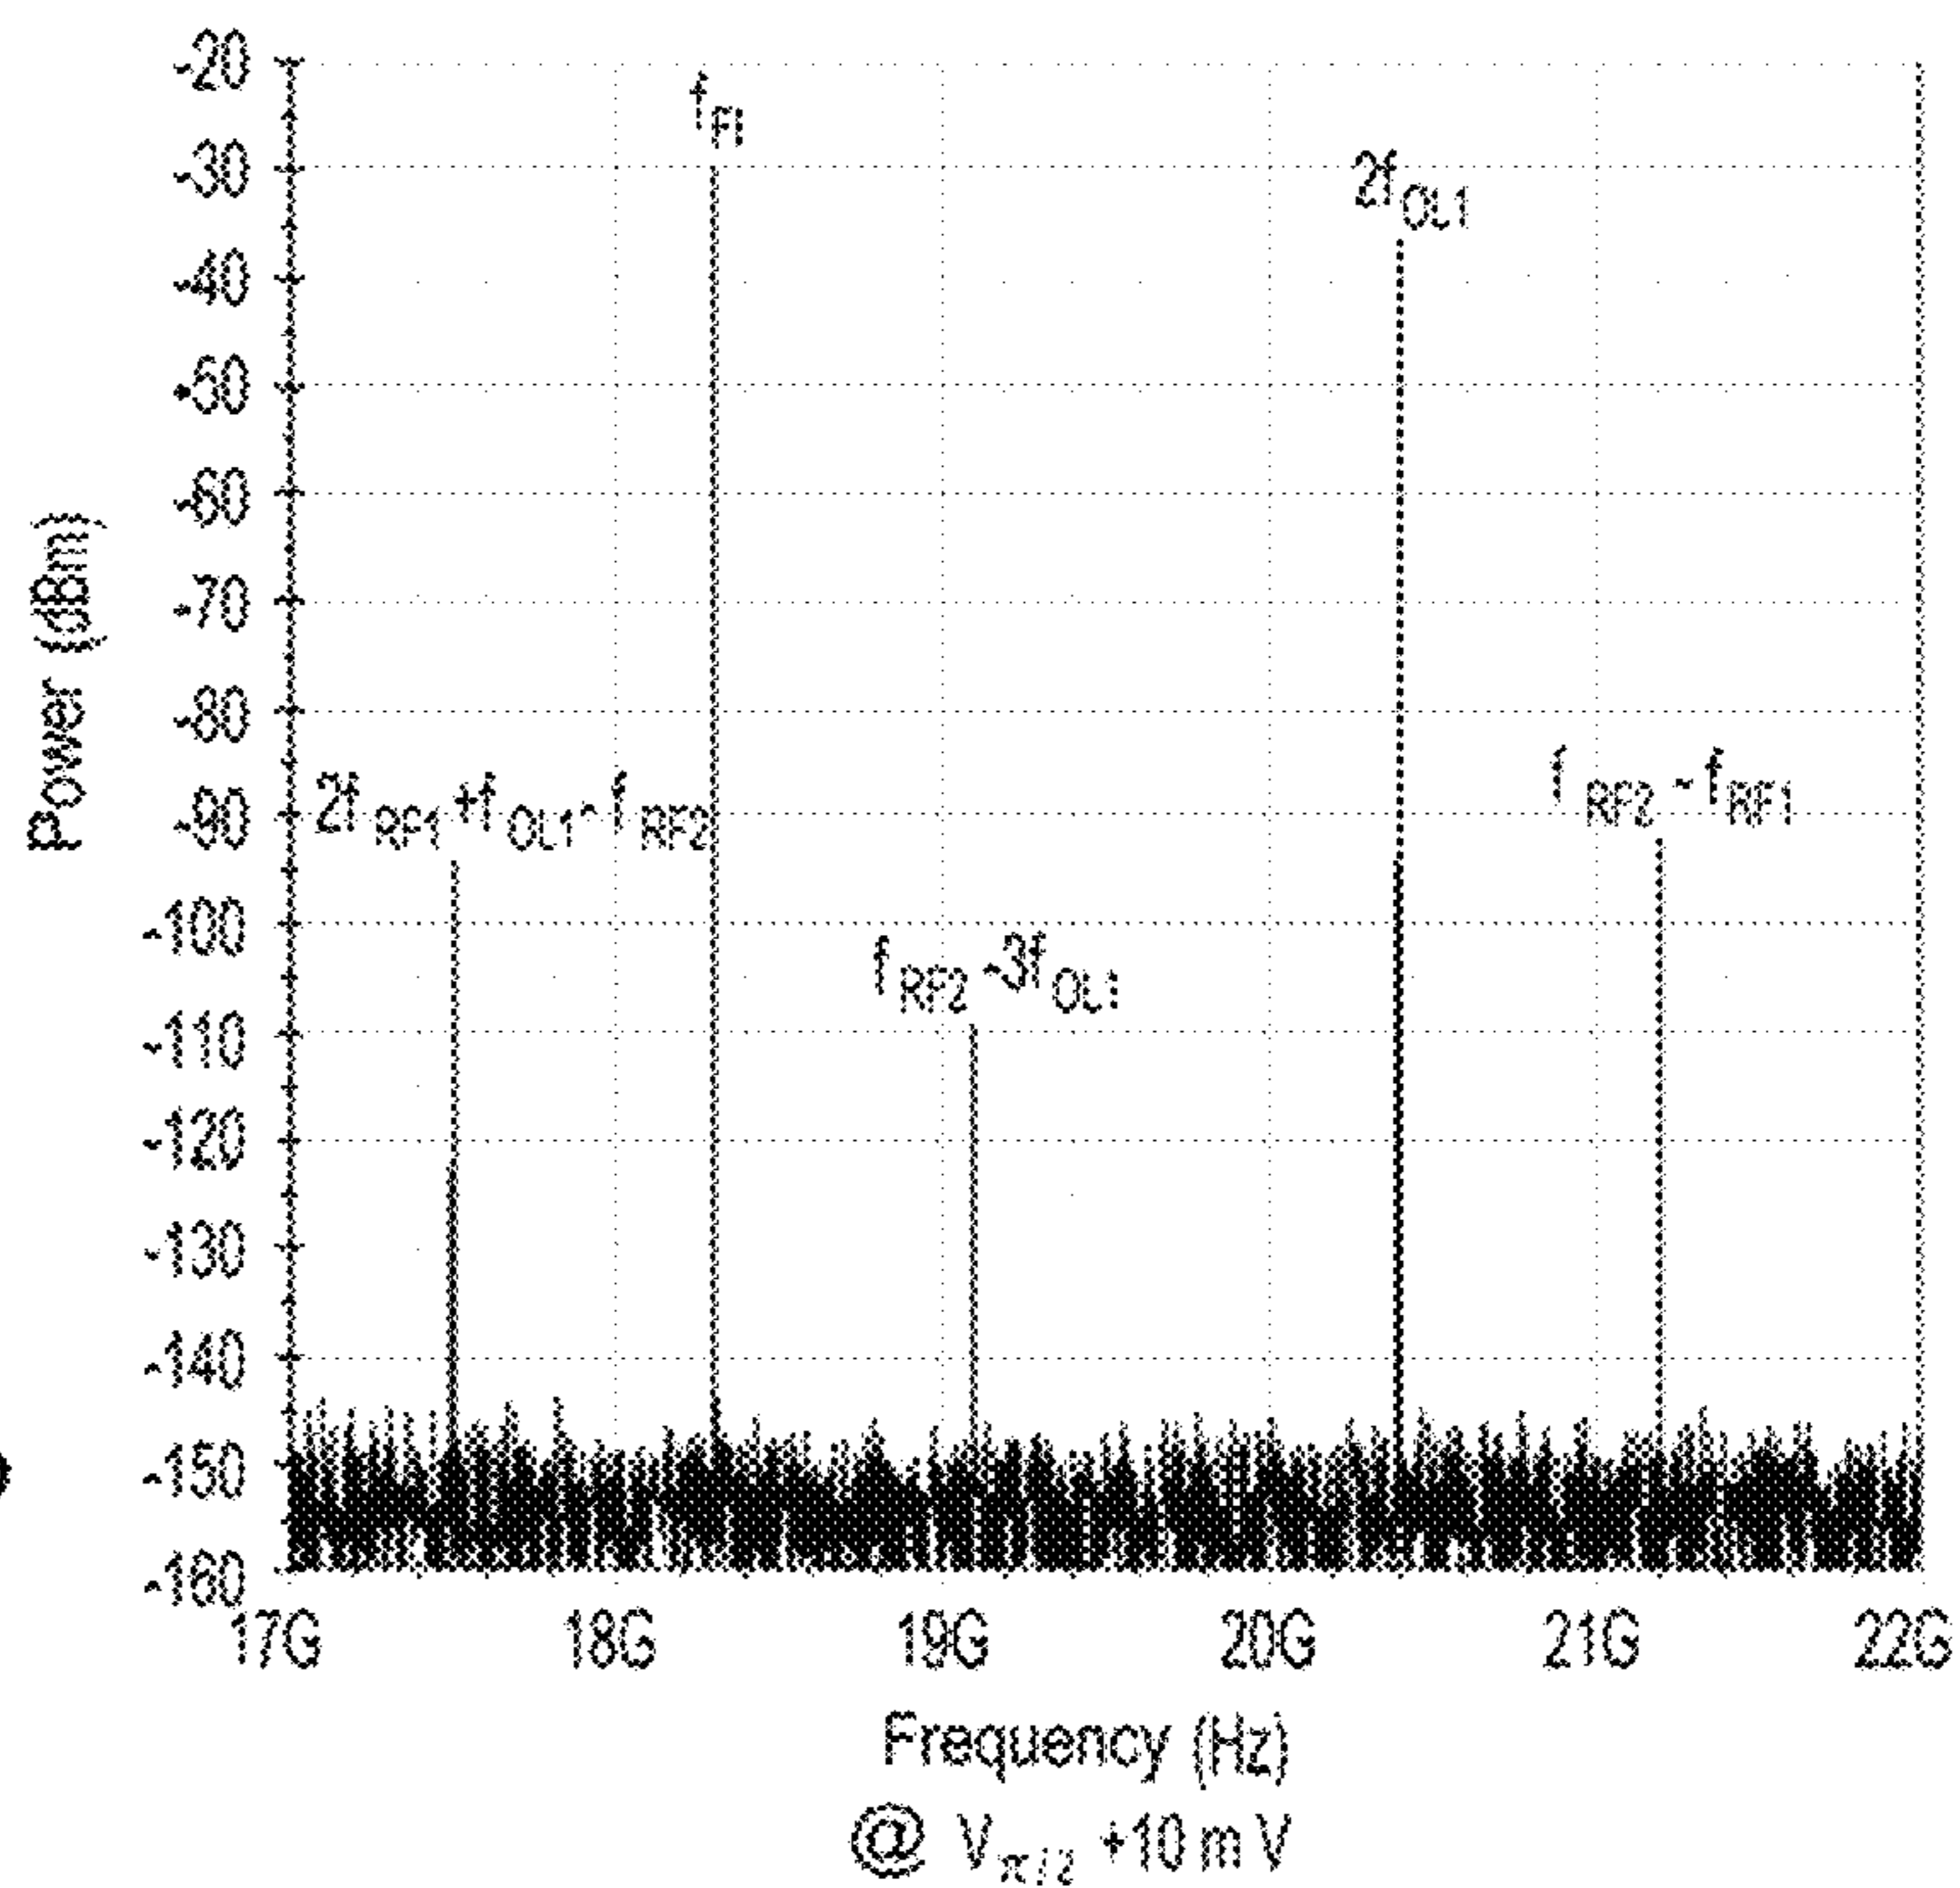 -20
-30
-40
-50
-60
-70
-80
-90
-100
-110
-120
-130
-140
-150
-160
Power (dBm)
fFI
2fOL1
2fRF1+fOL1-fRF2
fRF2-3fOL1
fRF2-fRF1
17G 18G 19G 20G 21G 22G
Frequency (Hz)
@ Vπ/2 +10 mV